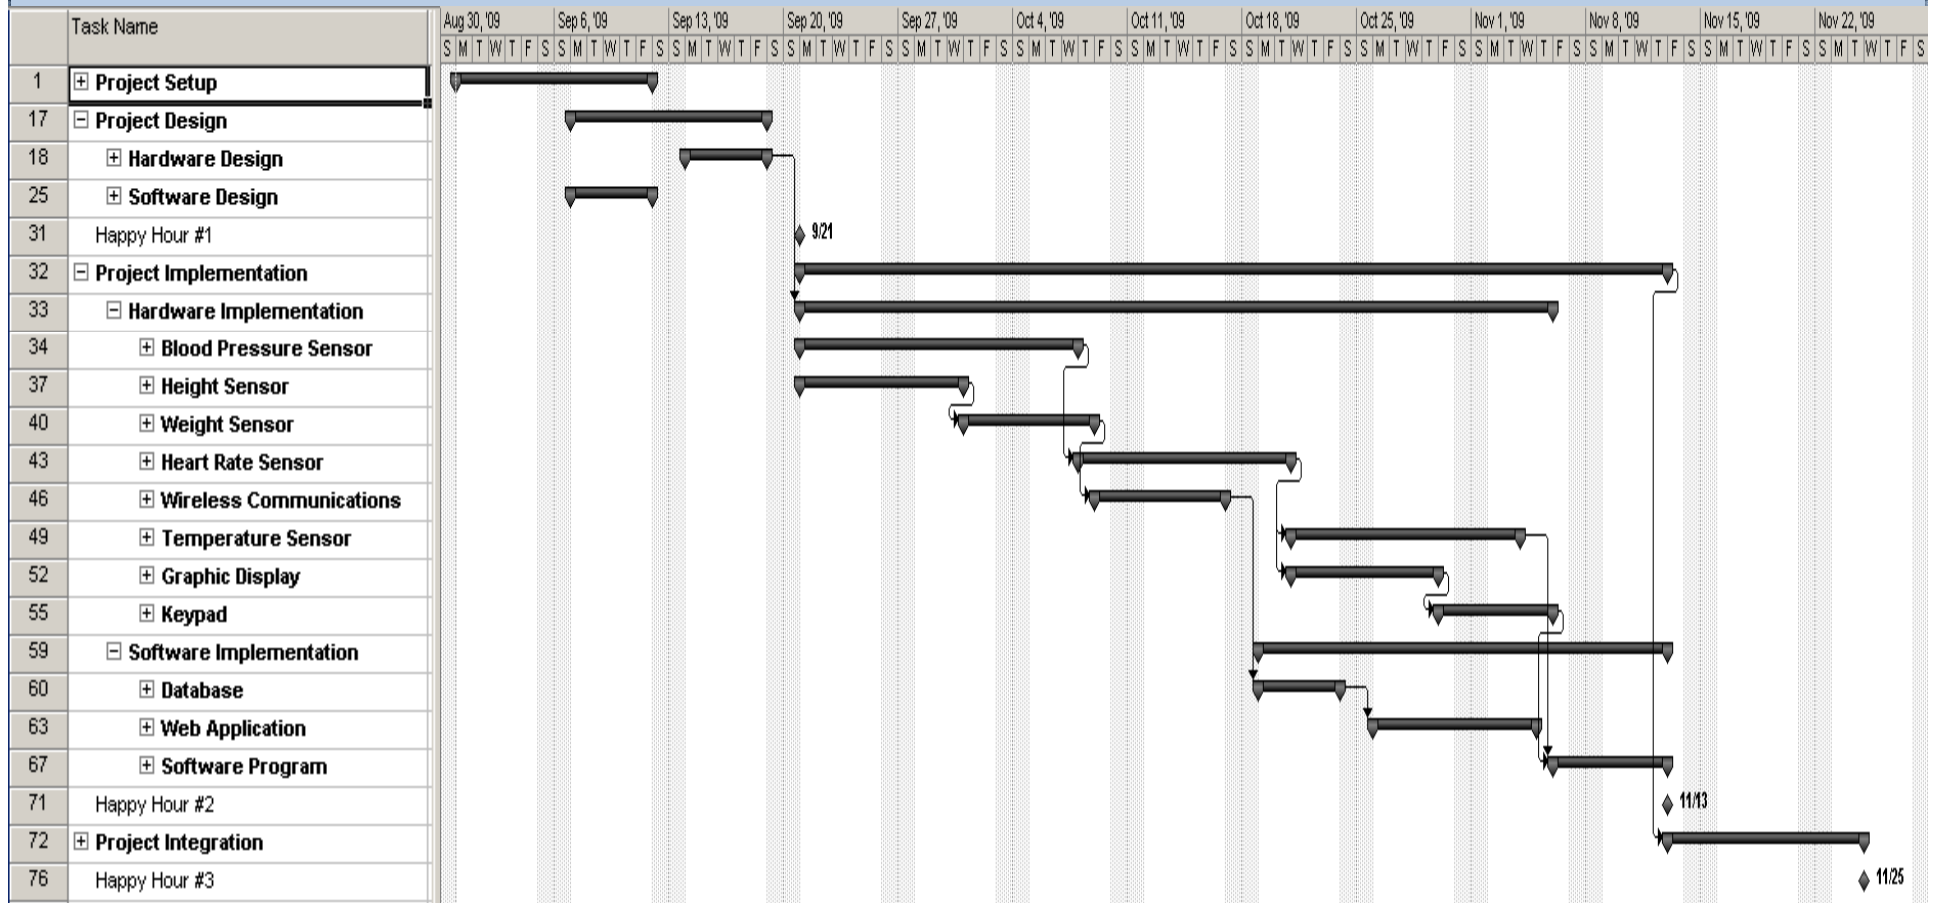 Task Name
Aug 30, '09 Sep 6, '09 Sep 13, '09 Sep 20, '09 Sep 27, '09 Oct 4, '09 Oct 11, '09 Oct 18, '09 Oct 25, '09 Nov 1, '09 Nov 8, '09 Nov 15, '09 Nov 22, '09
S M T W T F S S M T W T F S S M T W T F S S M T W T F S S M T W T F S S M T W T F S S M T W T F S S M T W T F S S M T W T F S S M T W T F S S M T W T F S S M T W T F S S M T W T F S
1 Project Setup
17 Project Design
18 Hardware Design
25 Software Design
31 Happy Hour #1 9/21
32 Project Implementation
33 Hardware Implementation
34 Blood Pressure Sensor
37 Height Sensor
40 Weight Sensor
43 Heart Rate Sensor
46 Wireless Communications
49 Temperature Sensor
52 Graphic Display
55 Keypad
59 Software Implementation
60 Database
63 Web Application
67 Software Program
71 Happy Hour #2 11/13
72 Project Integration
76 Happy Hour #3 11/25